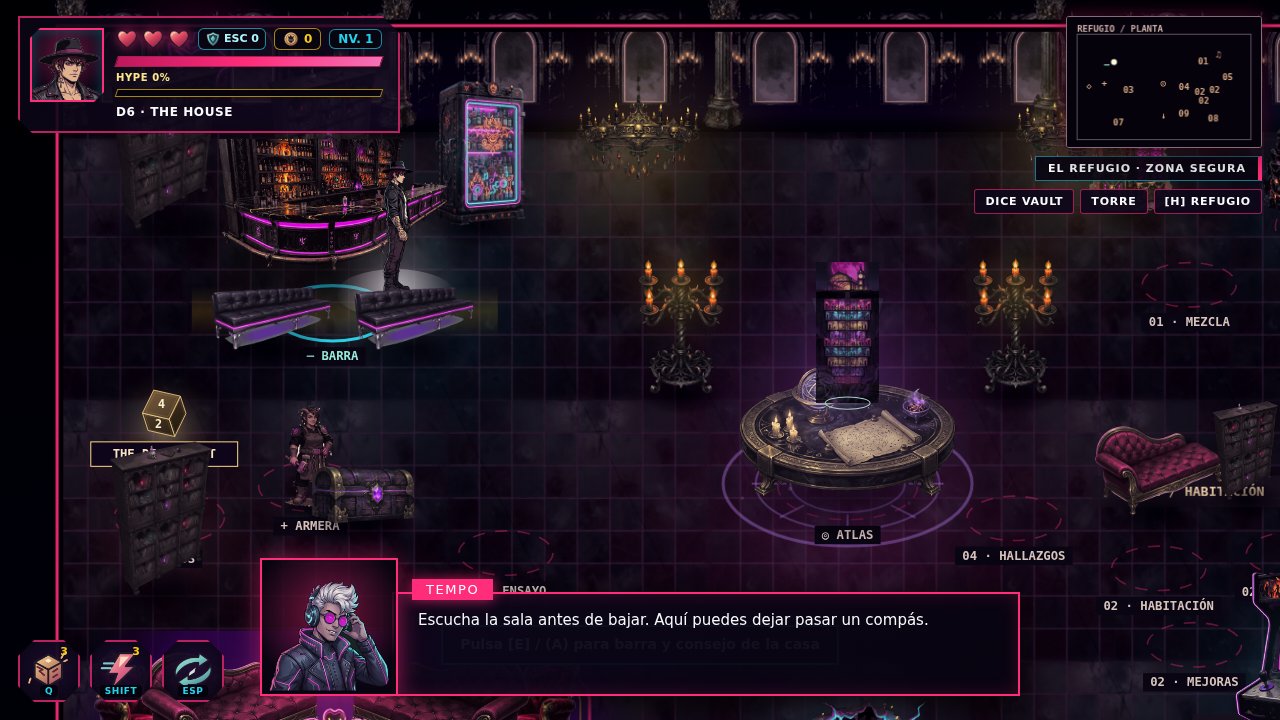 ESC 0
0
NV. 1
HYPE 0%
D6 · THE HOUSE
REFUGIO / PLANTA
01
05
03
04
02 02
02
07
09
08
EL REFUGIO · ZONA SEGURA
DICE VAULT
TORRE
[H] REFUGIO
01 · MEZCLA
— BARRA
4
2
THE
+ ARMERA
HABITACIÓN
◎ ATLAS
04 · HALLAZGOS
ENSAYO
02 · HABITACIÓN
02 · MEJORAS
TEMPO
Escucha la sala antes de bajar. Aquí puedes dejar pasar un compás.
Pulsa [E] / (A) para barra y consejo de la casa
3
Q
3
SHIFT
ESP